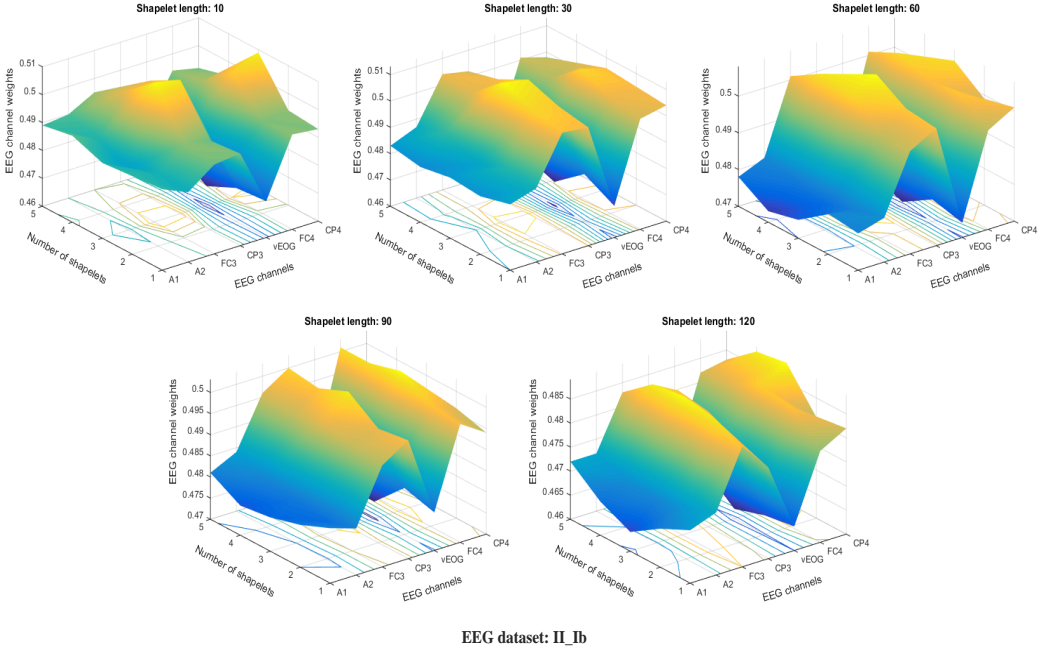 Shapelet length: 10
EEG channel weights
0.51
0.5
0.49
0.48
0.47
0.46
5
4
3
2
1
Number of shapelets
A1
A2
FC3
CP3
vEOG
FC4
CP4
EEG channels
Shapelet length: 30
EEG channel weights
0.51
0.5
0.49
0.48
0.47
0.46
5
4
3
2
1
Number of shapelets
A1
A2
FC3
CP3
vEOG
FC4
CP4
EEG channels
Shapelet length: 60
EEG channel weights
0.5
0.49
0.48
0.47
5
4
3
2
1
Number of shapelets
A1
A2
FC3
CP3
vEOG
FC4
CP4
EEG channels
Shapelet length: 90
EEG channel weights
0.5
0.495
0.49
0.485
0.48
0.475
0.47
5
4
3
2
1
Number of shapelets
A1
A2
FC3
CP3
vEOG
FC4
CP4
EEG channels
Shapelet length: 120
EEG channel weights
0.485
0.48
0.475
0.47
0.465
0.46
5
4
3
2
1
Number of shapelets
A1
A2
FC3
CP3
vEOG
FC4
CP4
EEG channels
EEG dataset: II_Ib